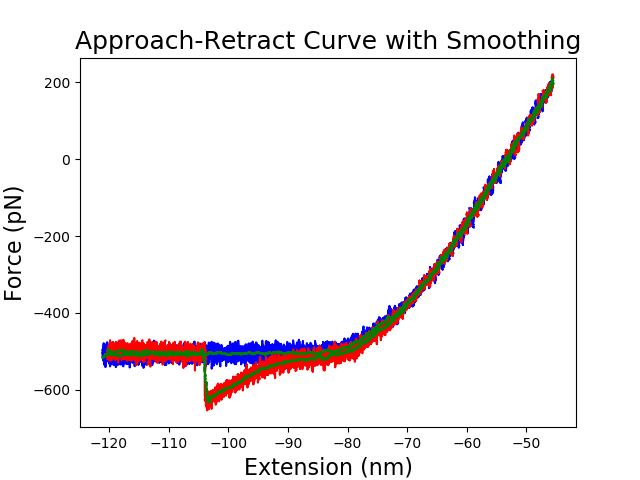 Approach-Retract Curve with Smoothing
200
0
−200
−400
−600
Force (pN)
−120 −110 −100 −90 −80 −70 −60 −50
Extension (nm)